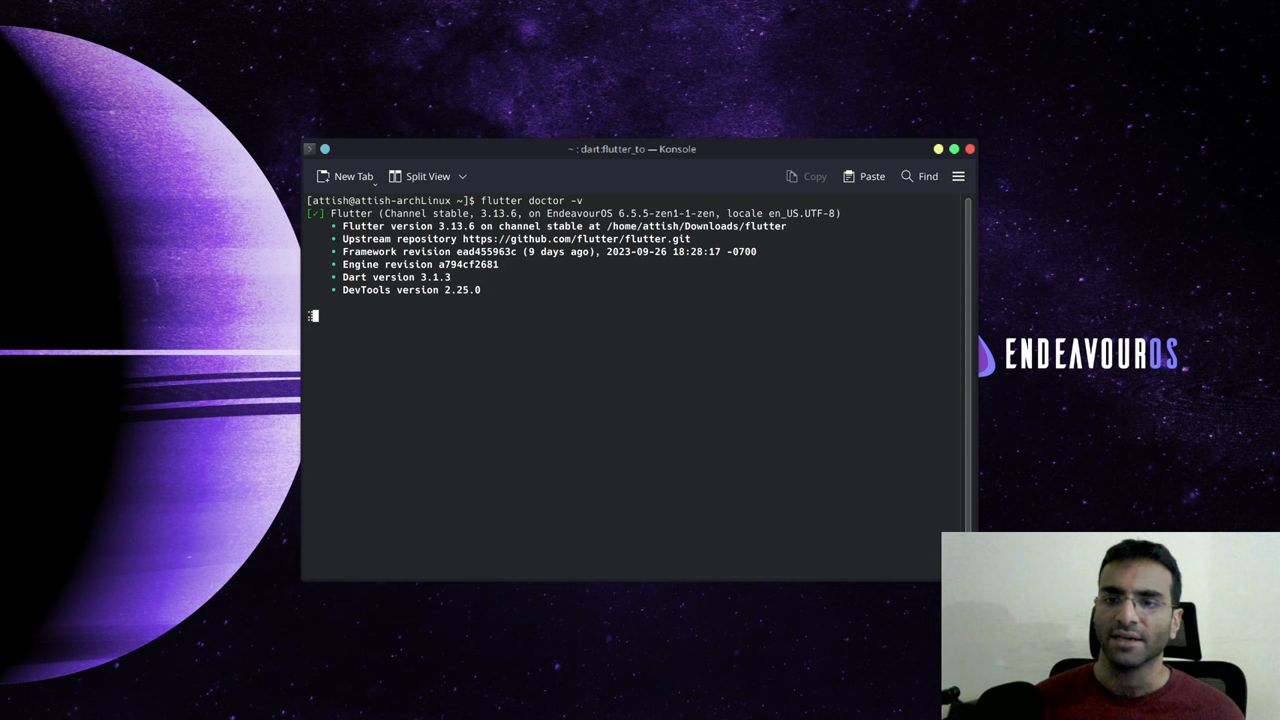 ~ : dart:flutter_to — Konsole
New Tab
Split View
Copy
Paste
Find
[attish@attish-archLinux ~]$ flutter doctor -v
[✓] Flutter (Channel stable, 3.13.6, on EndeavourOS 6.5.5-zen1-1-zen, locale en_US.UTF-8)
• Flutter version 3.13.6 on channel stable at /home/attish/Downloads/flutter
• Upstream repository https://github.com/flutter/flutter.git
• Framework revision ead455963c (9 days ago), 2023-09-26 18:28:17 -0700
• Engine revision a794cf2681
• Dart version 3.1.3
• DevTools version 2.25.0
ENDEAVOUROS